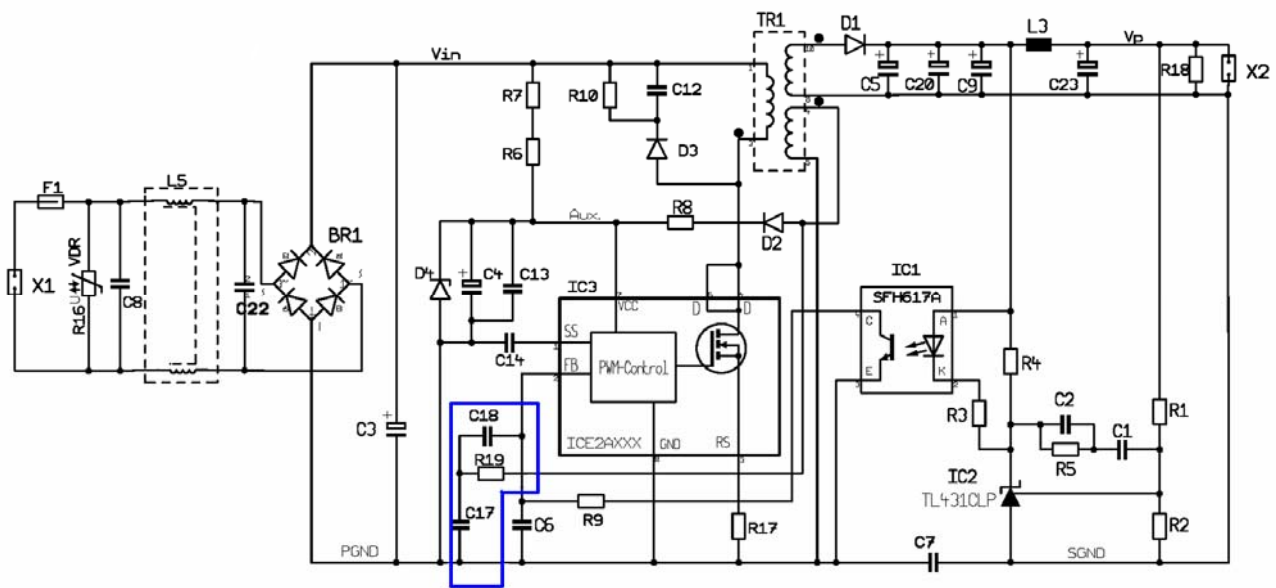 TR1
D1
L3
Vp
Vin
R18
X2
C5
C20
C9
C23
R7
R10
C12
R6
D3
F1
L5
Aux.
R8
D2
VDR
BR1
D4
C4
C13
IC1
SFH617A
X1
R16
U
C8
C22
IC3
VCC
D
D
C
A
SS
R4
C14
PWM-Control
FB
E
K
R3
C2
R1
C18
C1
C3
ICE2AXXX
GND
RS
R19
R5
IC2
TL431CLP
C17
C6
R9
R17
R2
C7
PGND
SGND